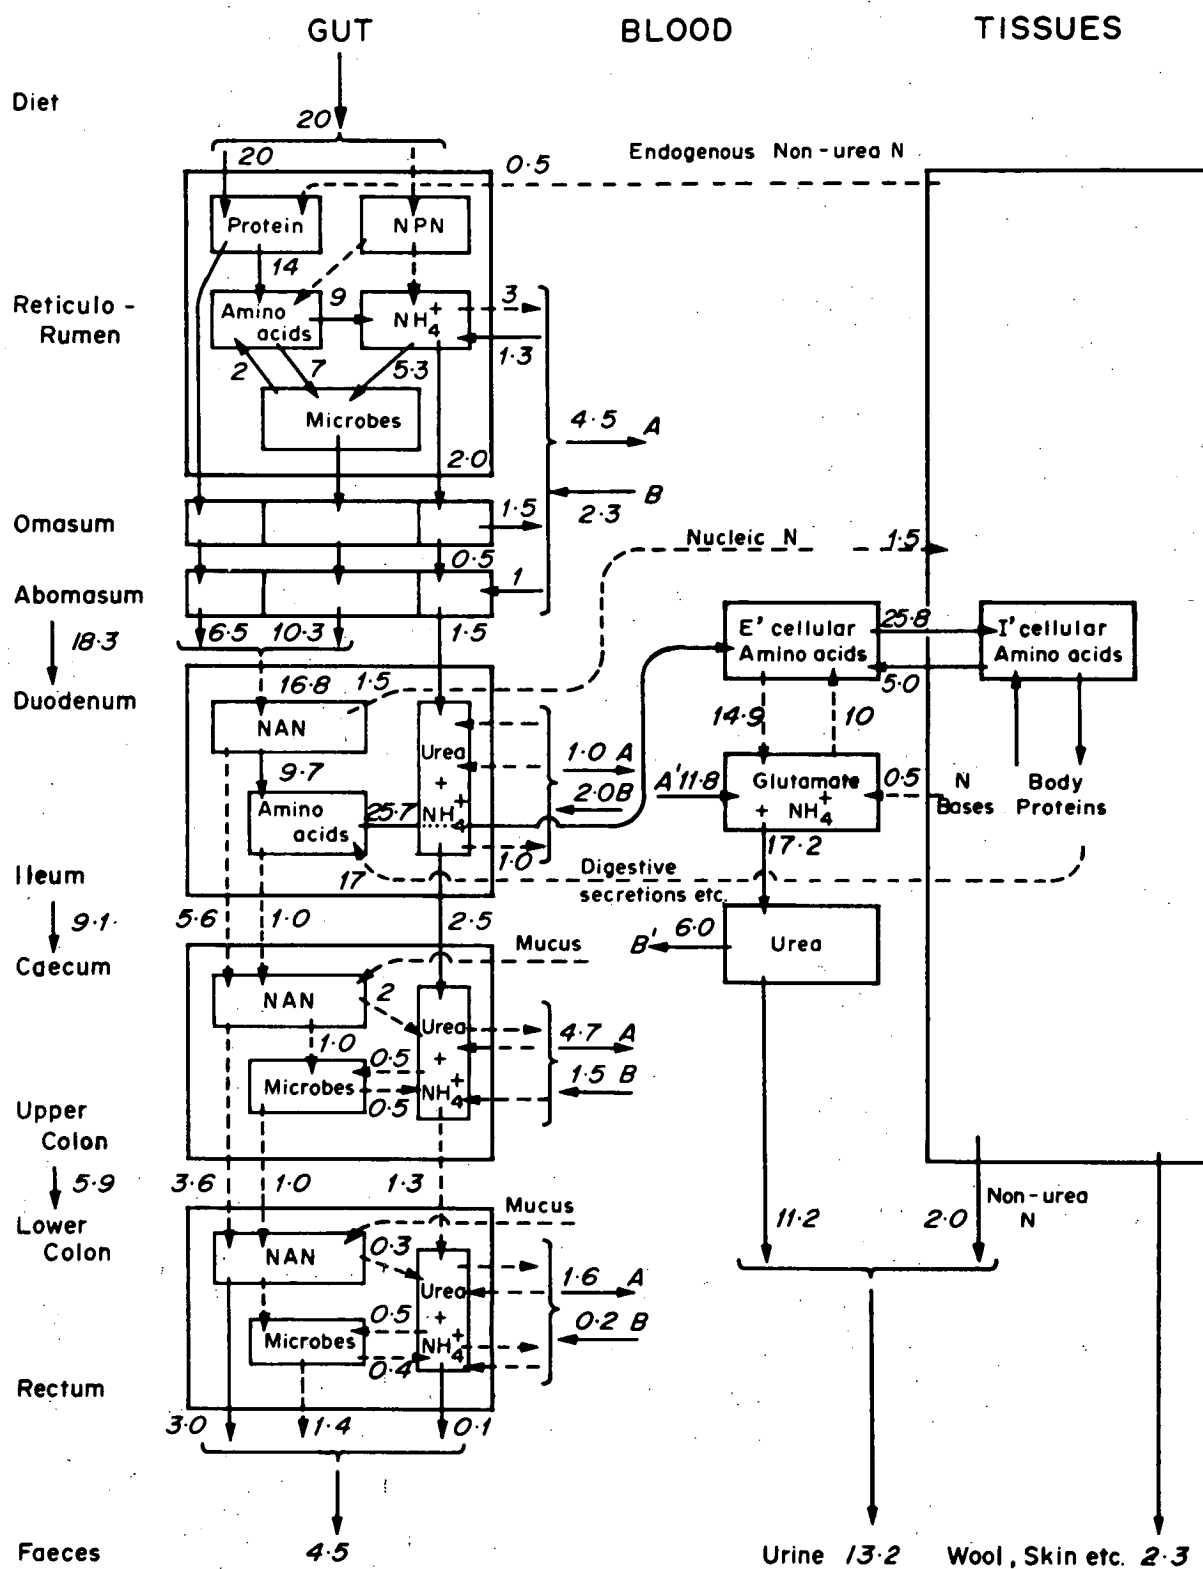 GUT BLOOD TISSUES
Diet
20
20
0·5
Endogenous Non-urea N
Protein
NPN
14
Reticulo-
Rumen
Amino
acids
9
NH4+
3
1·3
2
7
5·3
Microbes
2·0
4·5 A
B
2·3
Omasum
1·5
0·5
Nucleic N
1·5
Abomasum
1
18·3
6·5
10·3
1·5
E' cellular
Amino acids
25·8
I' cellular
Amino acids
5·0
Duodenum
16·8
1·5
NAN
Urea
+
NH4+
9·7
Amino
acids
25·7
1·0 A
2·0 B
1·0
14·9
10
A' 11·8
Glutamate
+ NH4+
0·5
N
Bases
Body
Proteins
17·2
17
Digestive
secretions etc.
Ileum
9·1
5·6
1·0
2·5
B' 6·0
Urea
Caecum
Mucus
NAN
2
Urea
+
NH4+
1·0
4·7 A
0·5
Microbes
0·5
1·5 B
Upper
Colon
5·9
3·6
1·0
1·3
Lower
Colon
Mucus
NAN
0·3
Urea
+
NH4+
1·6 A
0·5
Microbes
0·4
0·2 B
11·2
2·0
Non-urea
N
Rectum
3·0
1·4
0·1
Faeces
4·5
Urine 13·2
Wool, Skin etc. 2·3